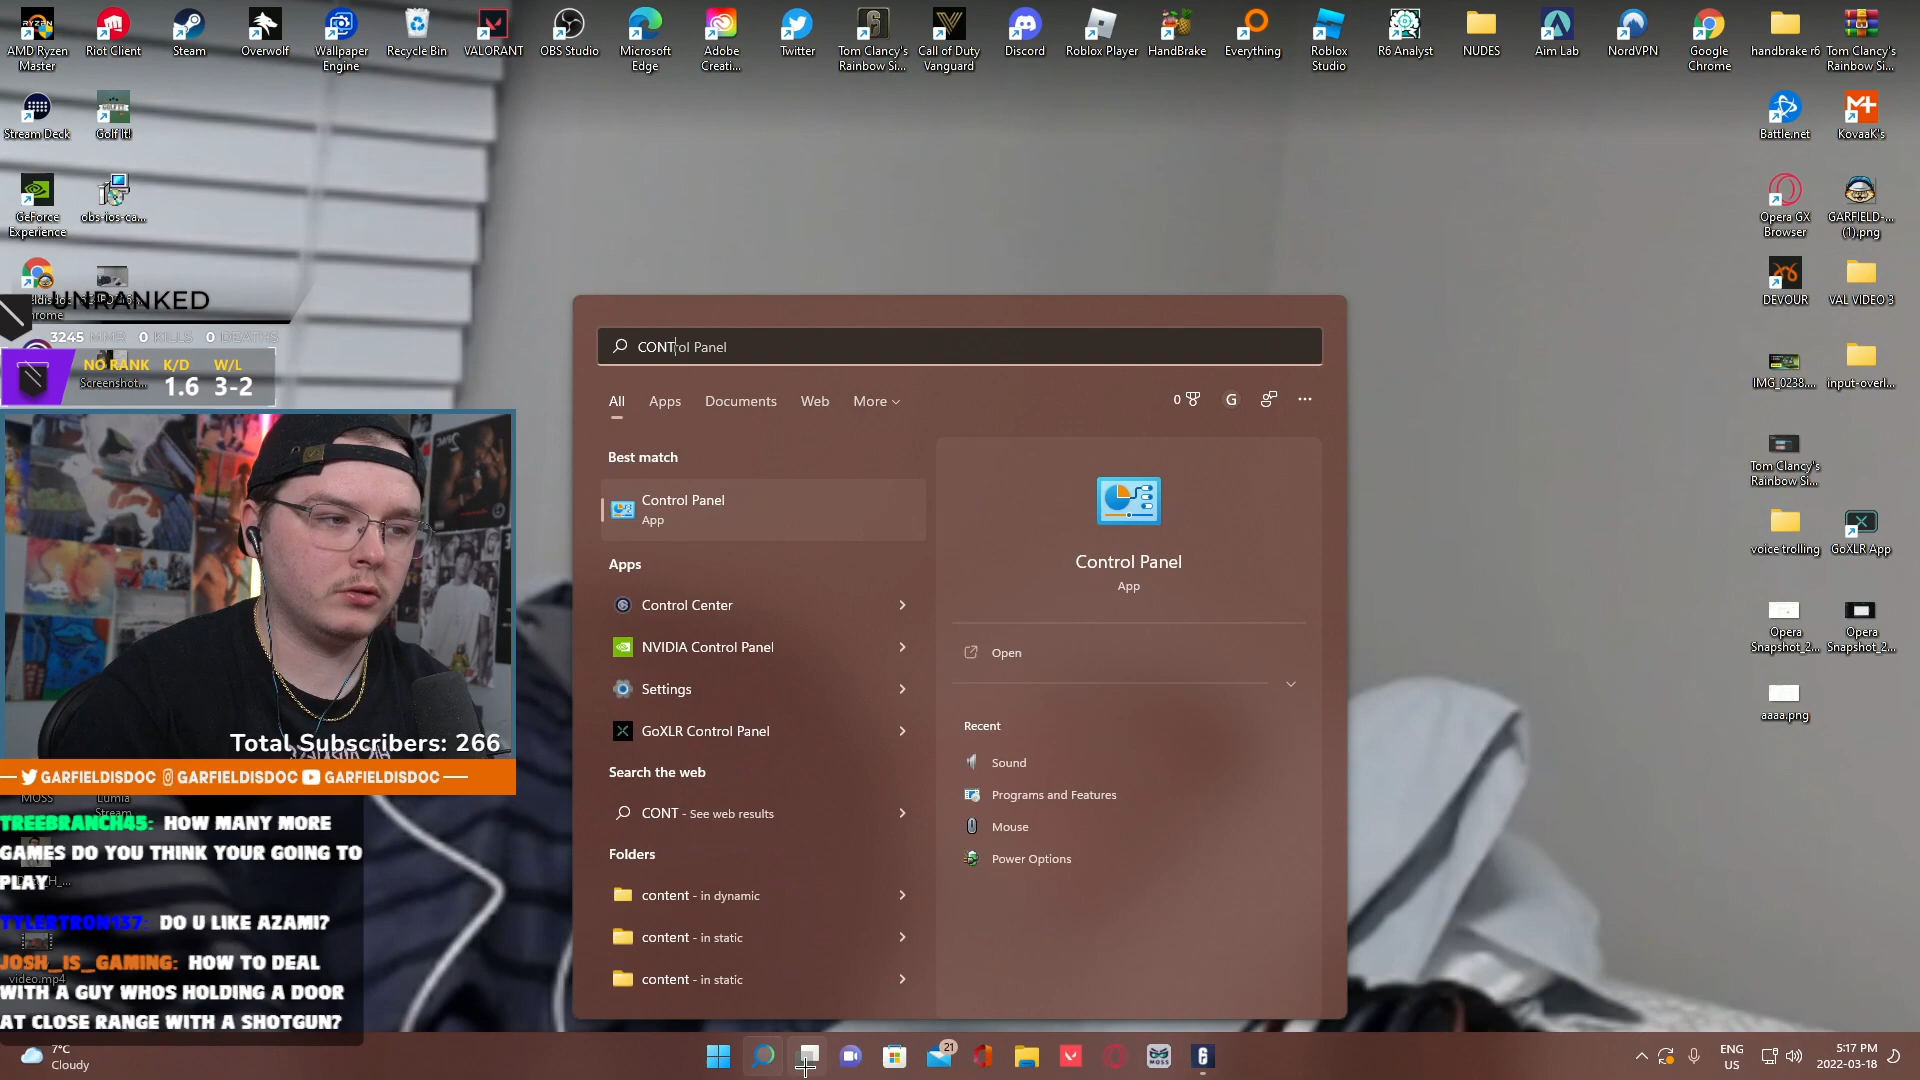 AMD Ryzen
Master
Riot Client
Steam
Overwolf
Wallpaper
Engine
Recycle Bin
VALORANT
OBS Studio
Microsoft
Edge
Adobe
Creati...
Twitter
Tom Clancy's
Rainbow Si...
Call of Duty
Vanguard
Discord
Roblox Player
HandBrake
Everything
Roblox
Studio
R6 Analyst
NUDES
Aim Lab
NordVPN
Google
Chrome
handbrake r6
Tom Clancy's
Rainbow Si...
Stream Deck
Golf It!
Battle.net
KovaaK's
GeForce
Experience
obs-ios-ca...
Opera GX
Browser
GARFIELD-...
(1).png
DEVOUR
VAL VIDEO 3
UNRANKED
3245 MMR 0 KILLS 0 DEATHS
NO RANK K/D W/L
1.6 3-2
Screenshot...
IMG_0238....
input-overl...
Tom Clancy's
Rainbow Si...
voice trolling
GoXLR App
Opera
Snapshot_2...
Opera
Snapshot_2...
aaaa.png
CONTrol Panel
All
Apps
Documents
Web
More
0
G
Best match
Control Panel
App
Apps
Control Center
NVIDIA Control Panel
Settings
GoXLR Control Panel
Search the web
CONT - See web results
Folders
content - in dynamic
content - in static
content - in static
Control Panel
App
Open
Recent
Sound
Programs and Features
Mouse
Power Options
Total Subscribers: 266
GARFIELDISDOC GARFIELDISDOC GARFIELDISDOC
MOSS
Lumia
Stream
TREEBRANCH45: HOW MANY MORE
GAMES DO YOU THINK YOUR GOING TO
PLAY
TYLERTRON137: DO U LIKE AZAMI?
JOSH_IS_GAMING: HOW TO DEAL
WITH A GUY WHOS HOLDING A DOOR
AT CLOSE RANGE WITH A SHOTGUN?
video.mp4
7°C
Cloudy
21
ENG
US
5:17 PM
2022-03-18